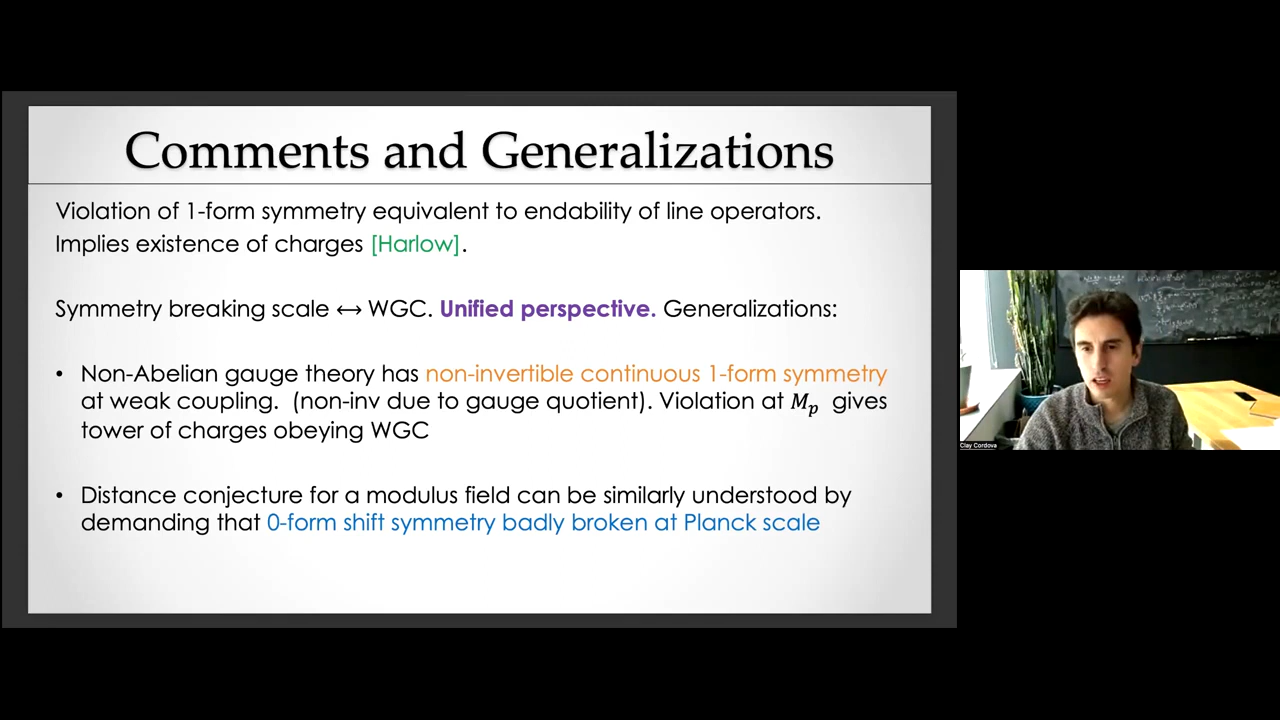 Comments and Generalizations
Violation of 1-form symmetry equivalent to endability of line operators.
Implies existence of charges [Harlow].
Symmetry breaking scale ↔ WGC. Unified perspective. Generalizations:
• Non-Abelian gauge theory has non-invertible continuous 1-form symmetry
at weak coupling. (non-inv due to gauge quotient). Violation at Mₚ gives
tower of charges obeying WGC
• Distance conjecture for a modulus field can be similarly understood by
demanding that 0-form shift symmetry badly broken at Planck scale
Clay Cordova